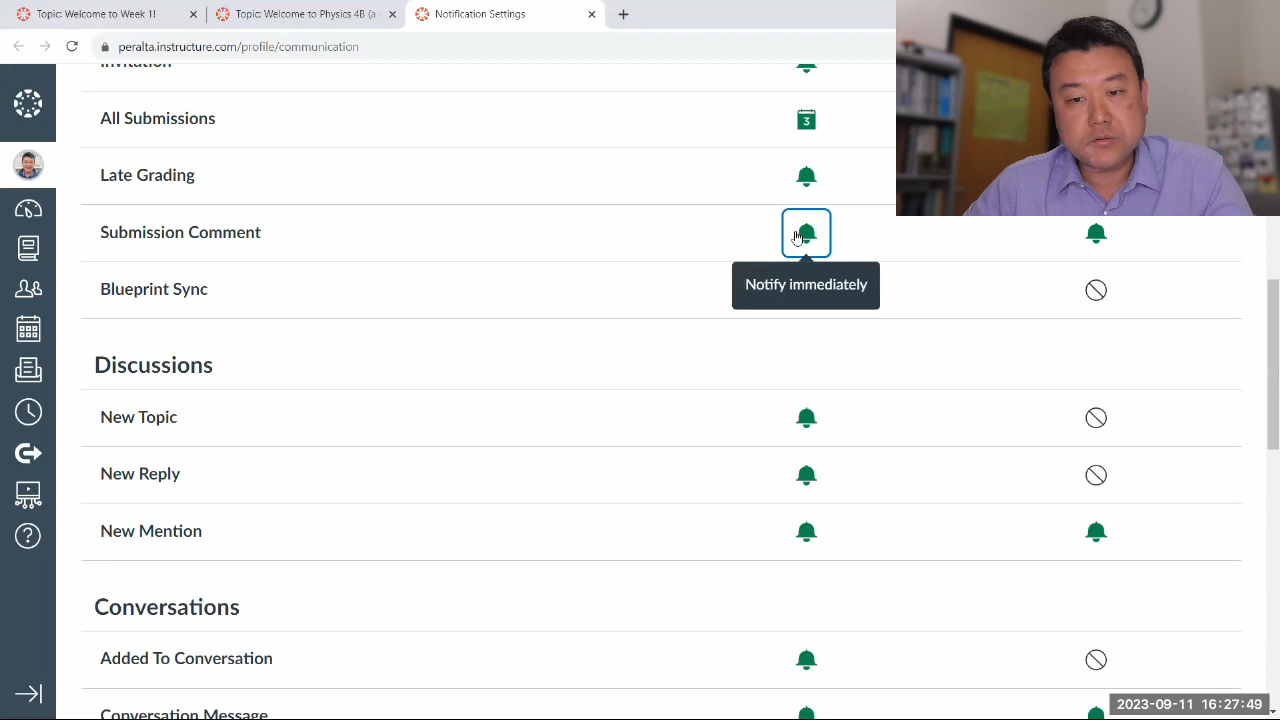 Topic: Welcome to Week 1!
Topic: Welcome to Physics 4B (a
Notification Settings
peralta.instructure.com/profile/communication
Invitation
All Submissions
3
Late Grading
Submission Comment
Notify immediately
Blueprint Sync
Discussions
New Topic
New Reply
New Mention
Conversations
Added To Conversation
Conversation Message
2023-09-11 16:27:49